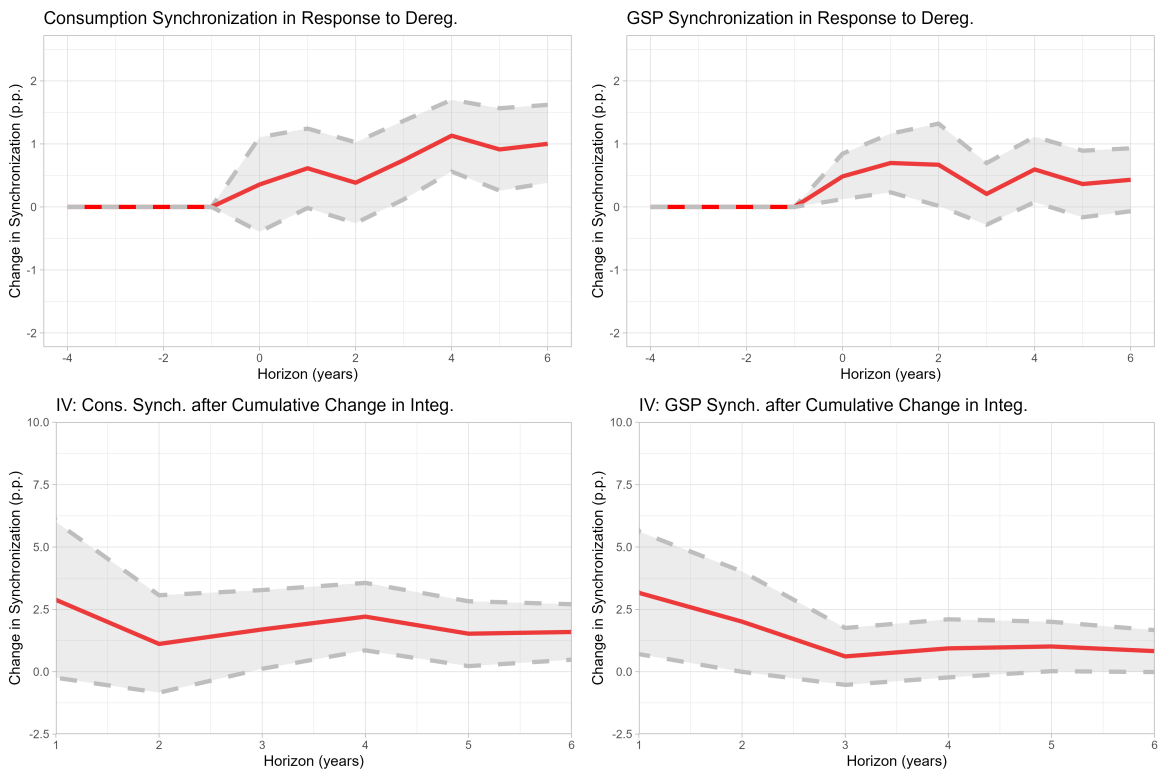 Consumption Synchronization in Response to Dereg.
Change in Synchronization (p.p.)
2
1
0
-1
-2
-4 -2 0 2 4 6
Horizon (years)
GSP Synchronization in Response to Dereg.
Change in Synchronization (p.p.)
2
1
0
-1
-2
-4 -2 0 2 4 6
Horizon (years)
IV: Cons. Synch. after Cumulative Change in Integ.
Change in Synchronization (p.p.)
10.0
7.5
5.0
2.5
0.0
-2.5
1 2 3 4 5 6
Horizon (years)
IV: GSP Synch. after Cumulative Change in Integ.
Change in Synchronization (p.p.)
10.0
7.5
5.0
2.5
0.0
-2.5
1 2 3 4 5 6
Horizon (years)